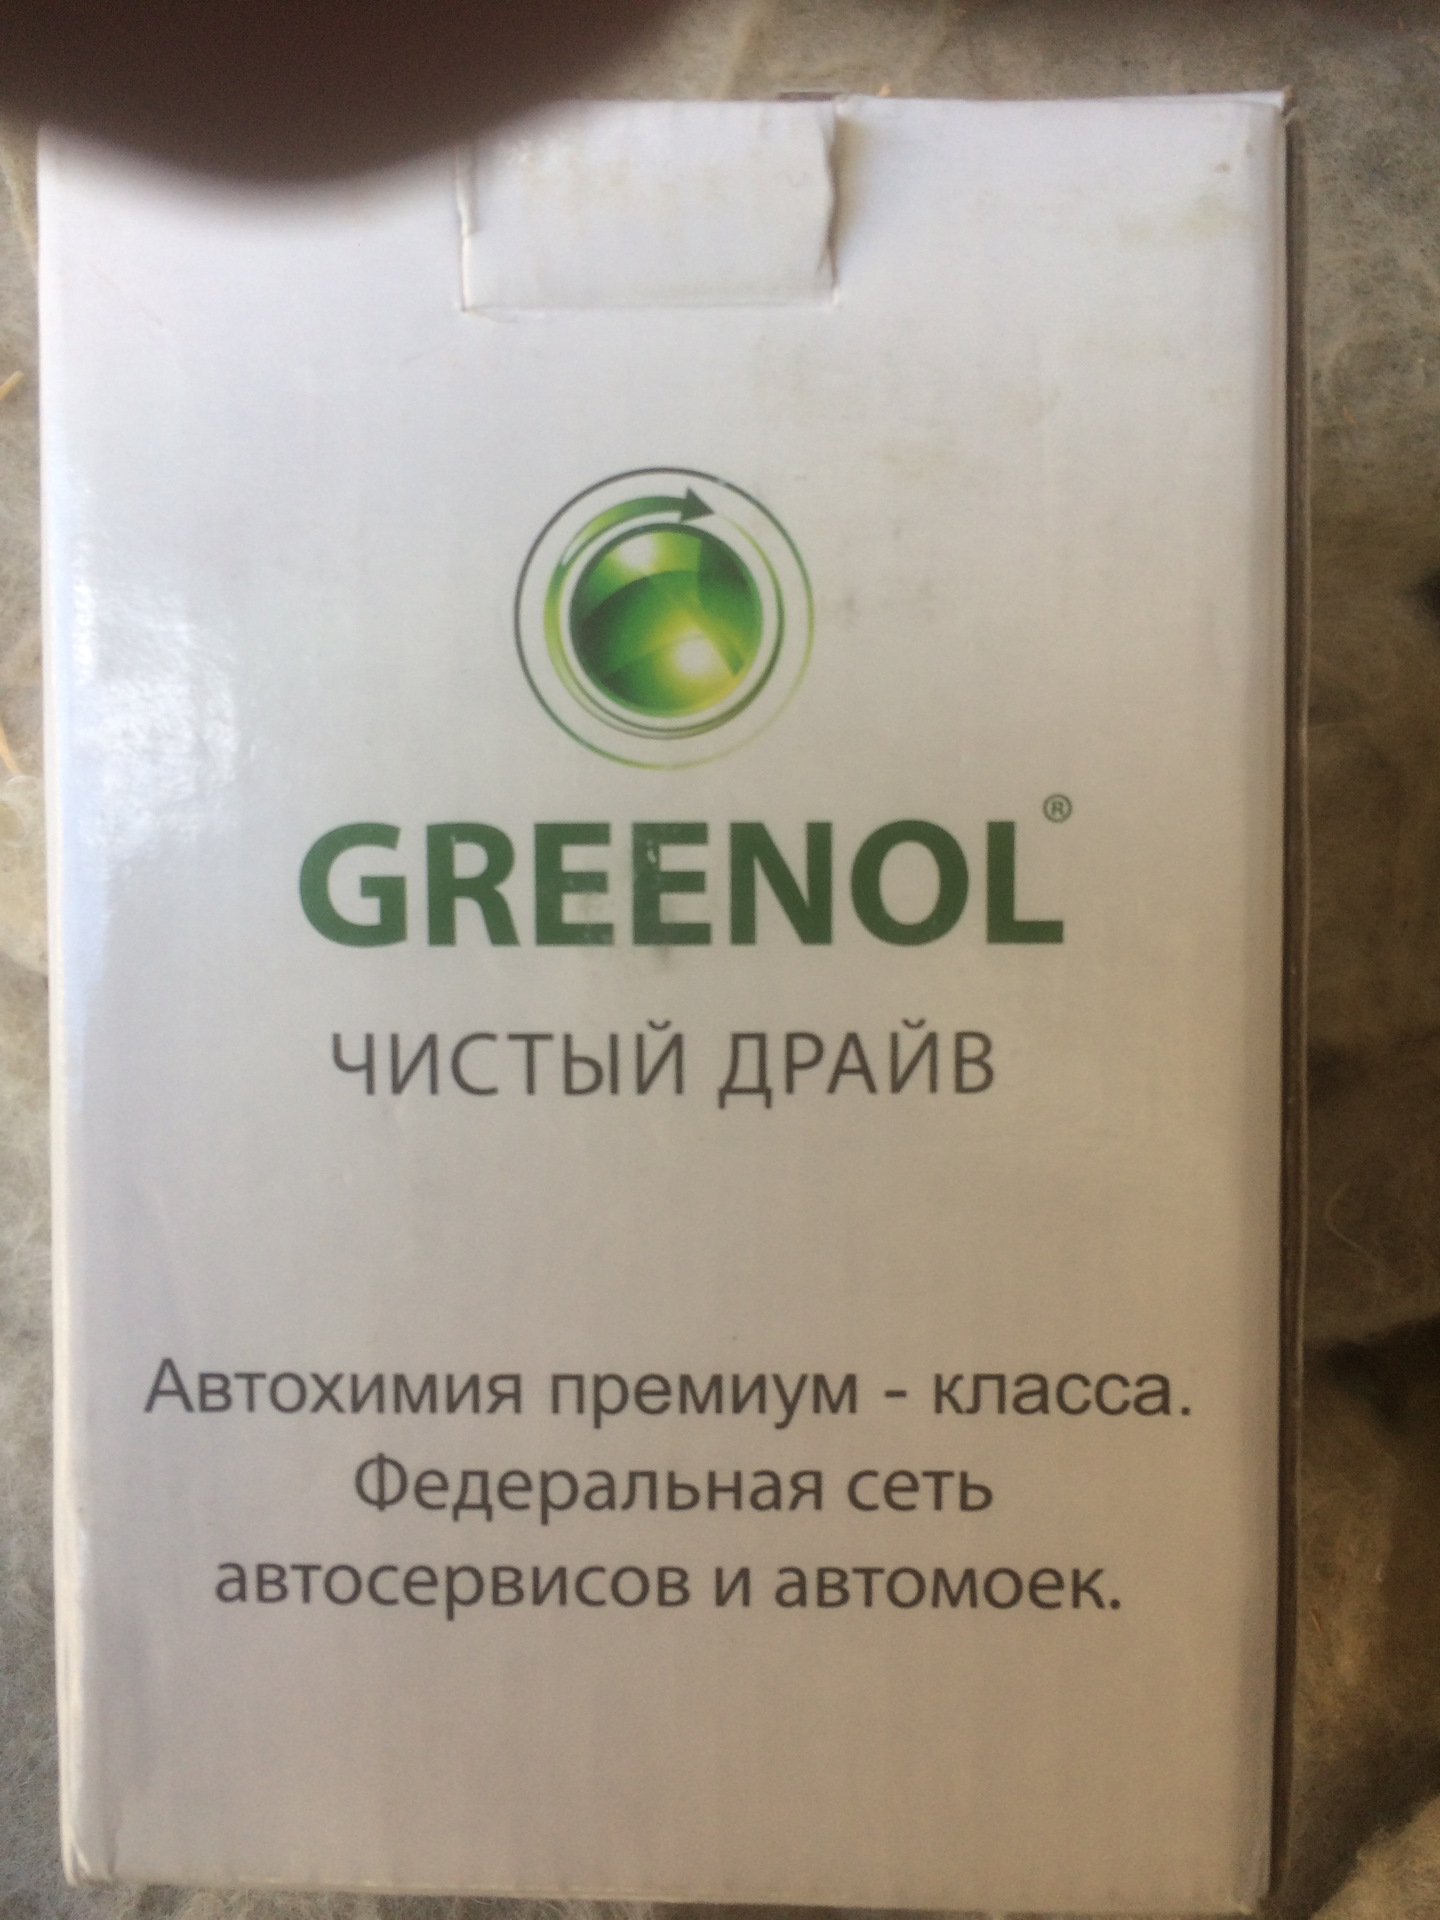 GREENOL®
ЧИСТЫЙ ДРАЙВ
Автохимия премиум - класса.
Федеральная сеть
автосервисов и автомоек.